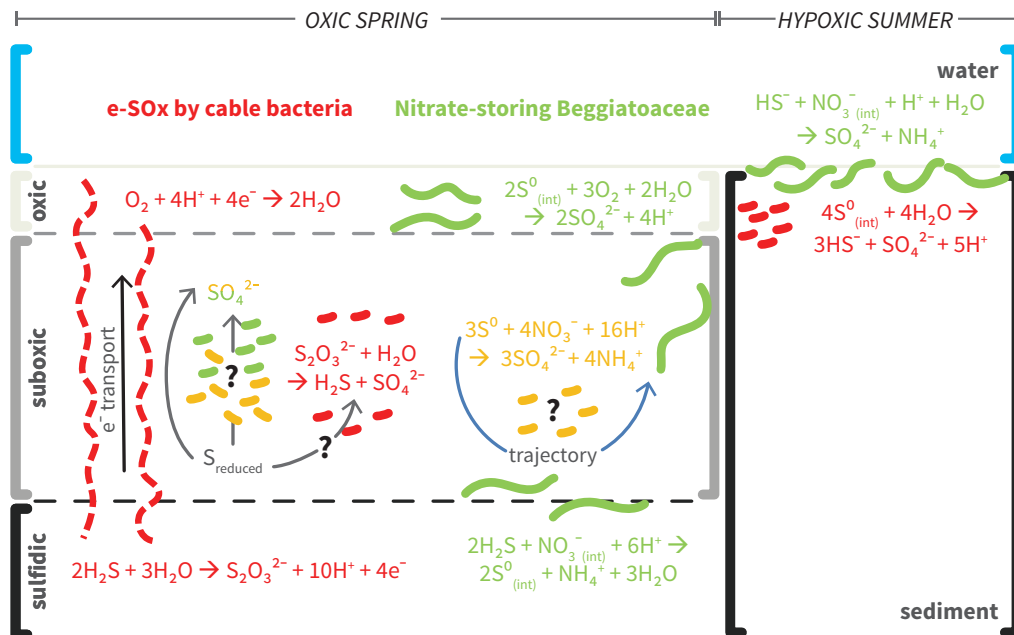 OXIC SPRING
HYPOXIC SUMMER
water
e-SOx by cable bacteria
Nitrate-storing Beggiatoaceae
HS⁻ + NO₃⁻₍ᵢₙₜ₎ + H⁺ + H₂O
→ SO₄²⁻ + NH₄⁺
oxic
O₂ + 4H⁺ + 4e⁻ → 2H₂O
2S⁰₍ᵢₙₜ₎ + 3O₂ + 2H₂O
→ 2SO₄²⁻ + 4H⁺
4S⁰₍ᵢₙₜ₎ + 4H₂O →
3HS⁻ + SO₄²⁻ + 5H⁺
suboxic
e⁻ transport
SO₄²⁻
?
S reduced
S₂O₃²⁻ + H₂O
→ H₂S + SO₄²⁻
?
3S⁰ + 4NO₃⁻ + 16H⁺
→ 3SO₄²⁻ + 4NH₄⁺
?
trajectory
sulfidic
2H₂S + 3H₂O → S₂O₃²⁻ + 10H⁺ + 4e⁻
2H₂S + NO₃⁻₍ᵢₙₜ₎ + 6H⁺ →
2S⁰₍ᵢₙₜ₎ + NH₄⁺ + 3H₂O
sediment